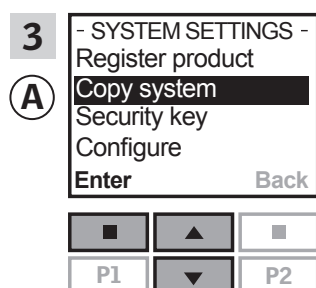 3
A
- SYSTEM SETTINGS -
Register product
Copy system
Security key
Configure
Enter Back
P1 P2